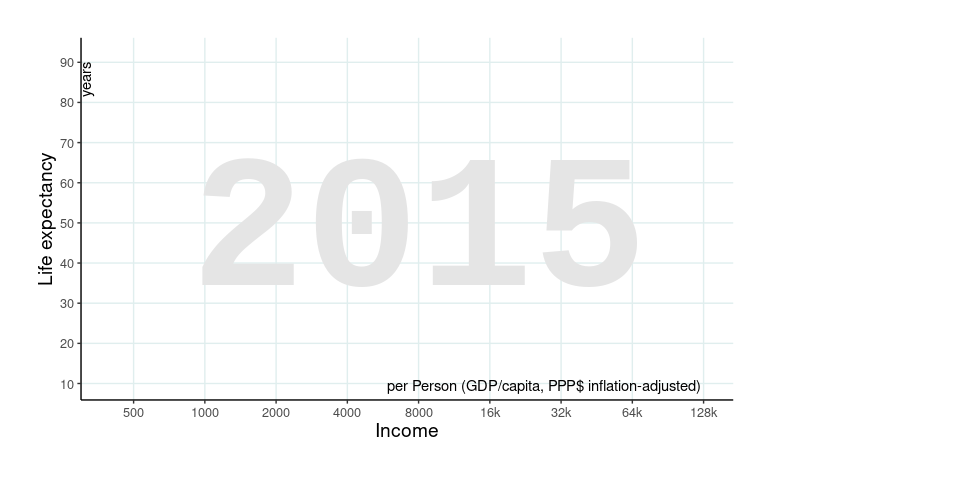 90
years
80
70
60
50
40
30
20
10
Life expectancy
2015
per Person (GDP/capita, PPP$ inflation-adjusted)
500 1000 2000 4000 8000 16k 32k 64k 128k
Income